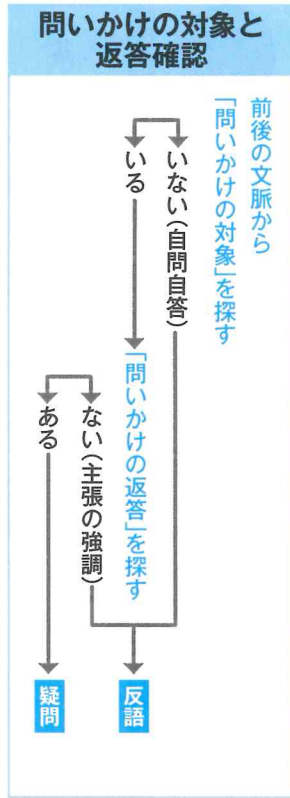 問いかけの対象と
返答確認
前後の文脈から
「問いかけの対象」を探す
いない（自問自答）
いる
「問いかけの返答」を探す
ない（主張の強調）
ある
反語
疑問